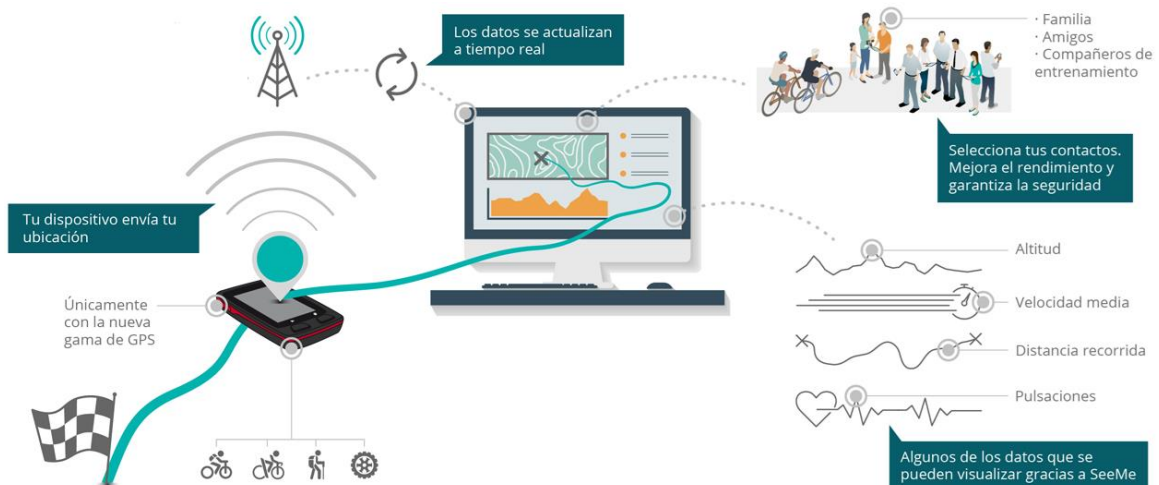 Los datos se actualizan
a tiempo real
· Familia
· Amigos
· Compañeros de
entrenamiento
Selecciona tus contactos.
Mejora el rendimiento y
garantiza la seguridad
Tu dispositivo envía tu
ubicación
Únicamente
con la nueva
gama de GPS
Altitud
Velocidad media
Distancia recorrida
Pulsaciones
Algunos de los datos que se
pueden visualizar gracias a SeeMe